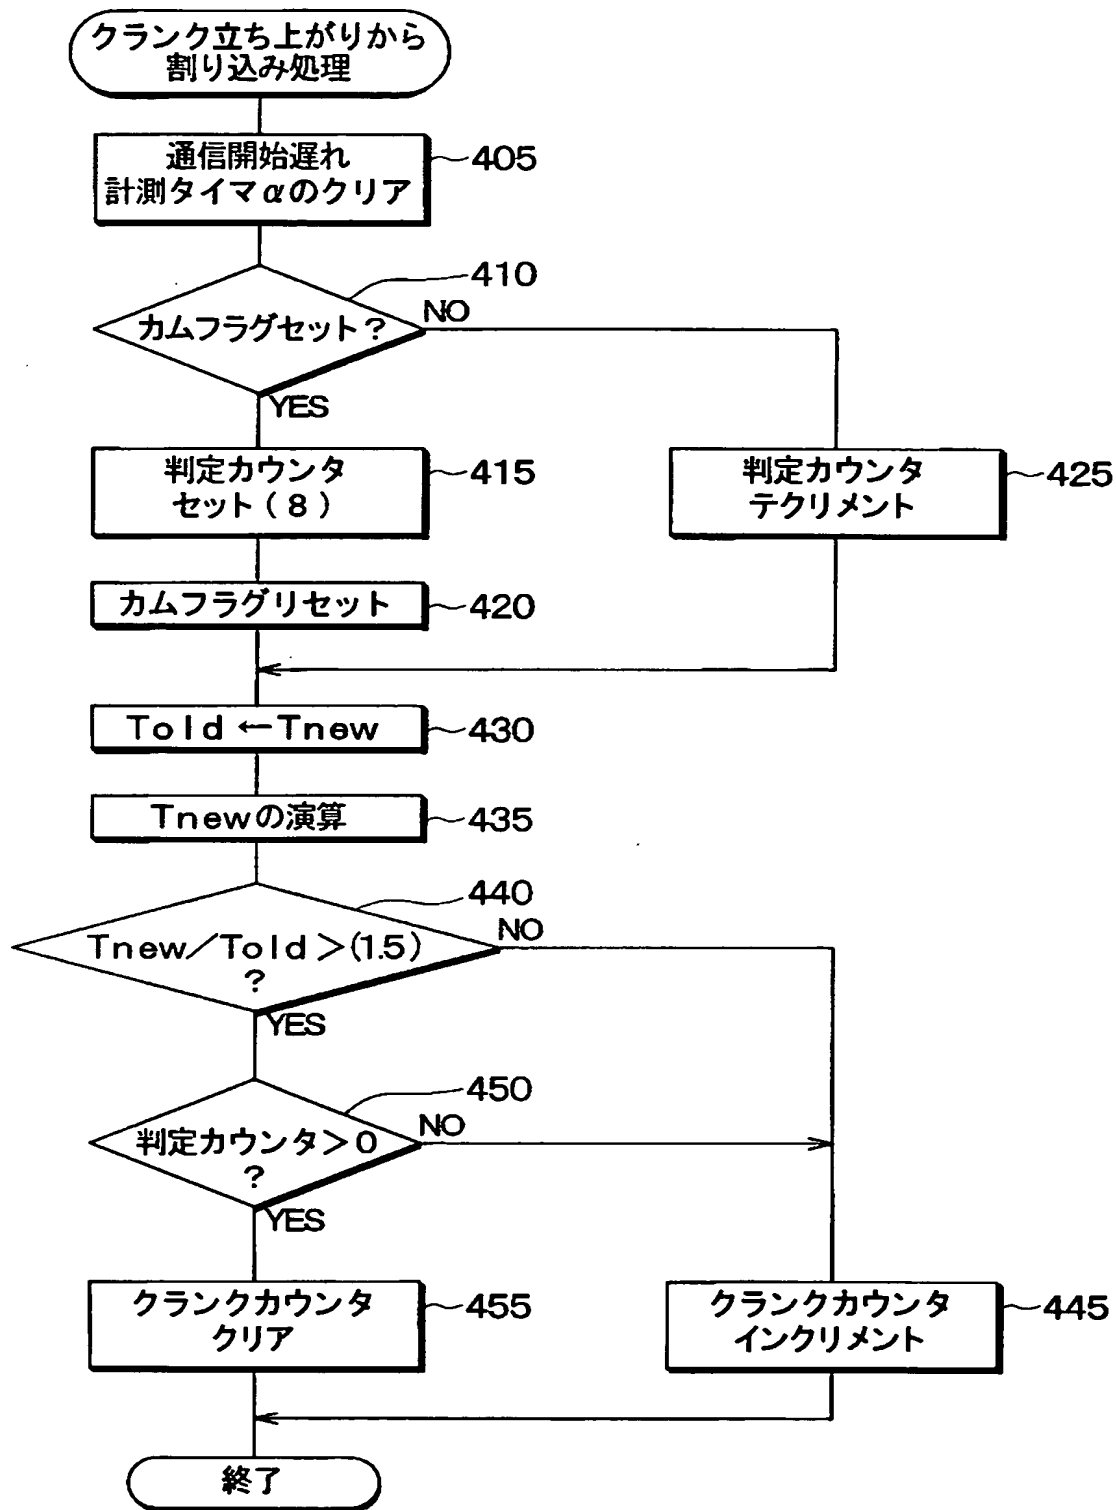 クランク立ち上がりから
割り込み処理
通信開始遅れ
計測タイマαのクリア
405
カムフラグセット？
410
NO
YES
判定カウンタ
セット（8）
415
判定カウンタ
テクリメント
425
カムフラグリセット
420
Told←Tnew
430
Tnewの演算
435
440
Tnew／Told＞(1.5)
？
NO
YES
450
判定カウンタ＞0
？
NO
YES
クランクカウンタ
クリア
455
クランクカウンタ
インクリメント
445
終了